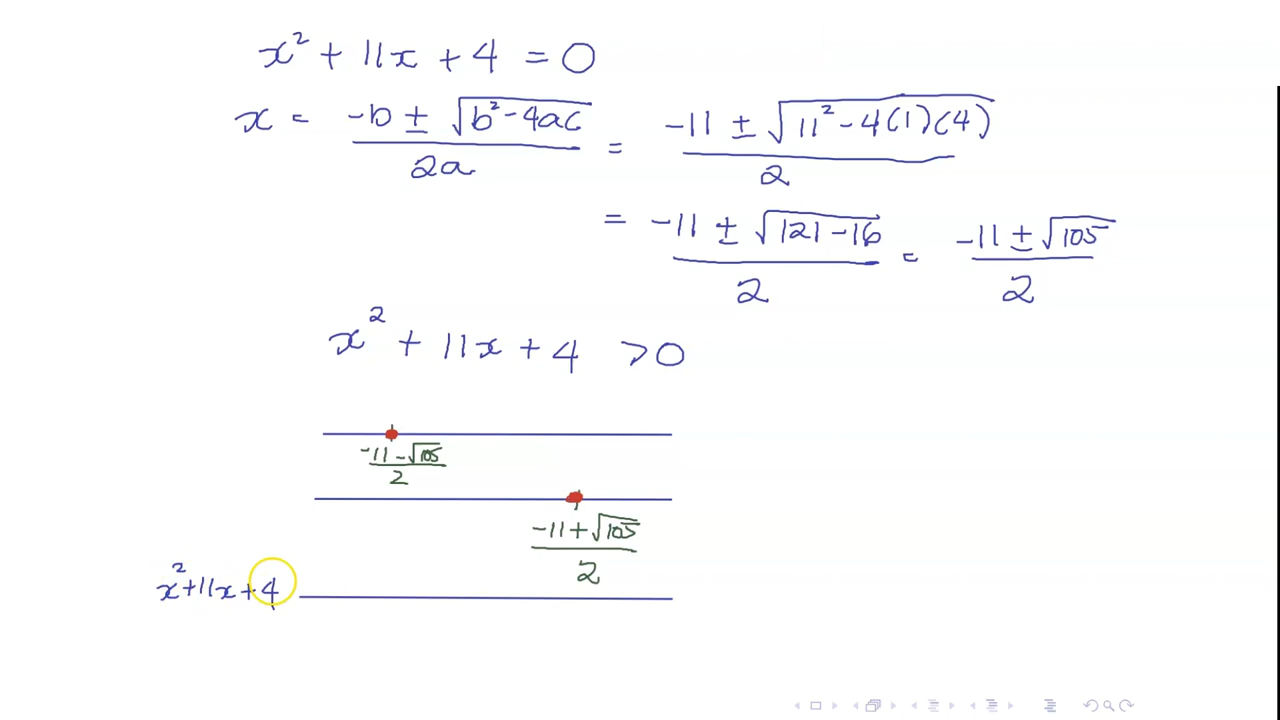 x² + 11x + 4 = 0
x = (-b ± √(b² - 4ac))/2a = (-11 ± √(11² - 4(1)(4)))/2
= (-11 ± √(121 - 16))/2 = (-11 ± √105)/2
x² + 11x + 4 > 0
(-11 - √105)/2
(-11 + √105)/2
x² + 11x + 4